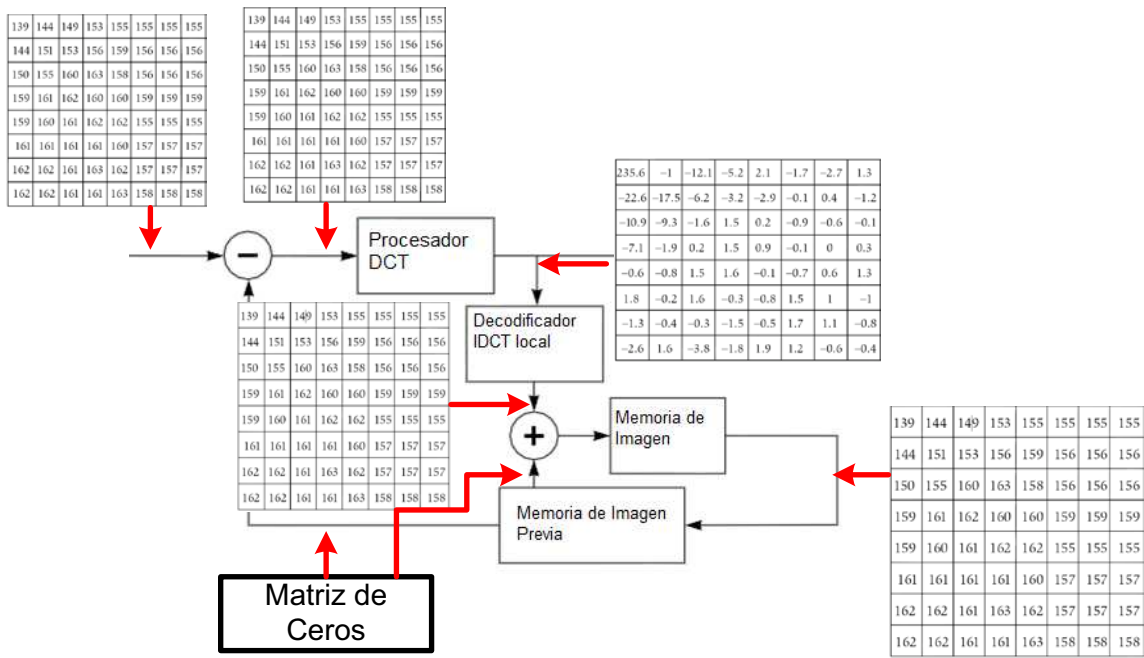 139 144 149 153 155 155 155 155
144 151 153 156 159 156 156 156
150 155 160 163 158 156 156 156
159 161 162 160 160 159 159 159
159 160 161 162 162 155 155 155
161 161 161 161 160 157 157 157
162 162 161 163 162 157 157 157
162 162 161 161 163 158 158 158
139 144 149 153 155 155 155 155
144 151 153 156 159 156 156 156
150 155 160 163 158 156 156 156
159 161 162 160 160 159 159 159
159 160 161 162 162 155 155 155
161 161 161 161 160 157 157 157
162 162 161 163 162 157 157 157
162 162 161 161 163 158 158 158
−
Procesador
DCT
235.6 −1 −12.1 −5.2 2.1 −1.7 −2.7 1.3
−22.6 −17.5 −6.2 −3.2 −2.9 −0.1 0.4 −1.2
−10.9 −9.3 −1.6 1.5 0.2 −0.9 −0.6 −0.1
−7.1 −1.9 0.2 1.5 0.9 −0.1 0 0.3
−0.6 −0.8 1.5 1.6 −0.1 −0.7 0.6 1.3
1.8 −0.2 1.6 −0.3 −0.8 1.5 1 −1
−1.3 −0.4 −0.3 −1.5 −0.5 1.7 1.1 −0.8
−2.6 1.6 −3.8 −1.8 1.9 1.2 −0.6 −0.4
139 144 149 153 155 155 155 155
144 151 153 156 159 156 156 156
150 155 160 163 158 156 156 156
159 161 162 160 160 159 159 159
159 160 161 162 162 155 155 155
161 161 161 161 160 157 157 157
162 162 161 163 162 157 157 157
162 162 161 161 163 158 158 158
Decodificador
IDCT local
+
Memoria de
Imagen
Memoria de Imagen
Previa
Matriz de
Ceros
139 144 149 153 155 155 155 155
144 151 153 156 159 156 156 156
150 155 160 163 158 156 156 156
159 161 162 160 160 159 159 159
159 160 161 162 162 155 155 155
161 161 161 161 160 157 157 157
162 162 161 163 162 157 157 157
162 162 161 161 163 158 158 158